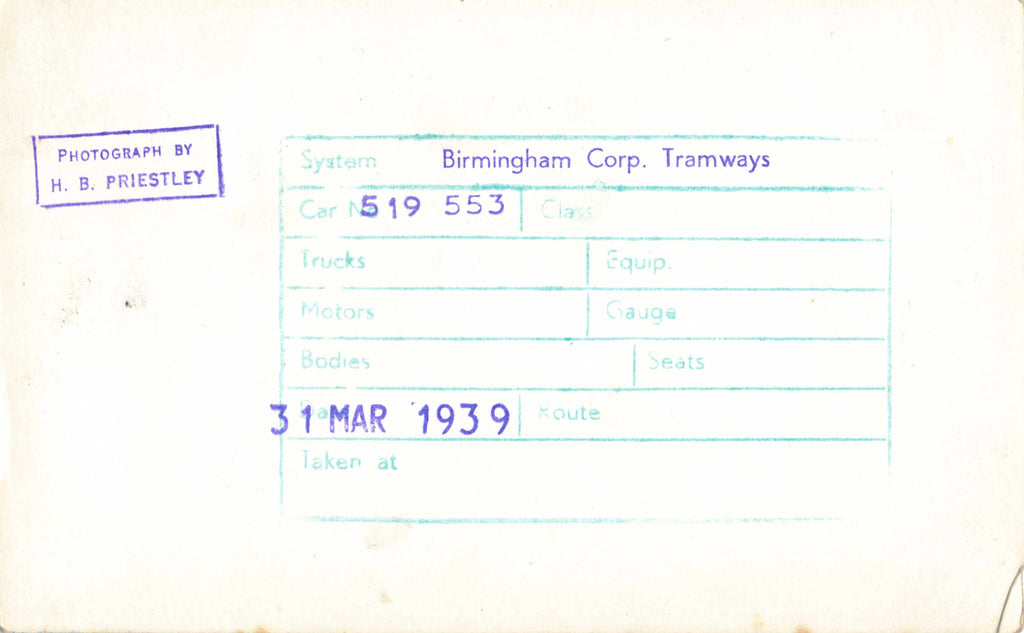 PHOTOGRAPH BY
H. B. PRIESTLEY
System Birmingham Corp. Tramways
Car No 519 553 Class
Trucks Equip.
Motors Gauge
Bodies Seats
Date 31 MAR 1939 Route
Taken at